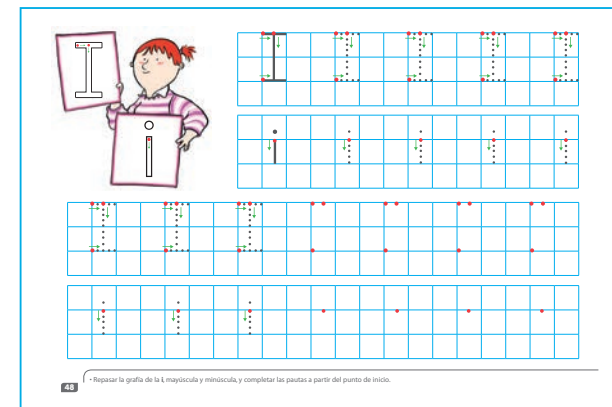 I
i
I I I I I
i i i i i
I I I
i i i
48
• Repasar la grafía de la i, mayúscula y minúscula, y completar las pautas a partir del punto de inicio.